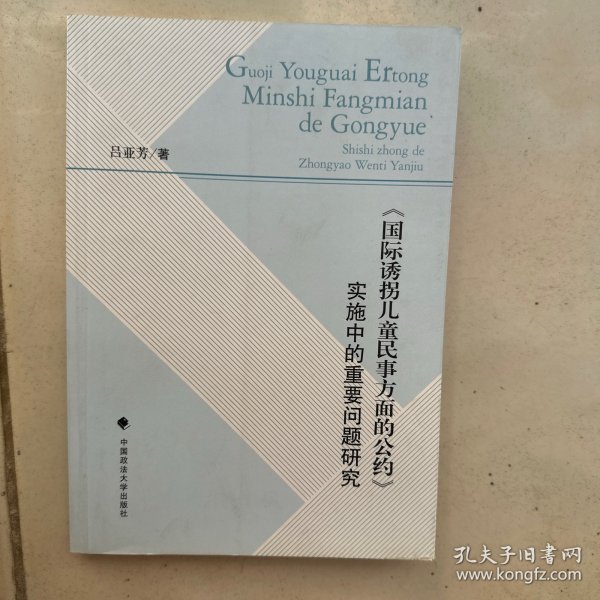 Guoji Youguai Ertong
Minshi Fangmian
de Gongyue
Shishi zhong de
Zhongyao Wenti Yanjiu
吕亚芳/著
《国际诱拐儿童民事方面的公约》
实施中的重要问题研究
中国政法大学出版社
孔夫子旧书网
www.kongfz.com